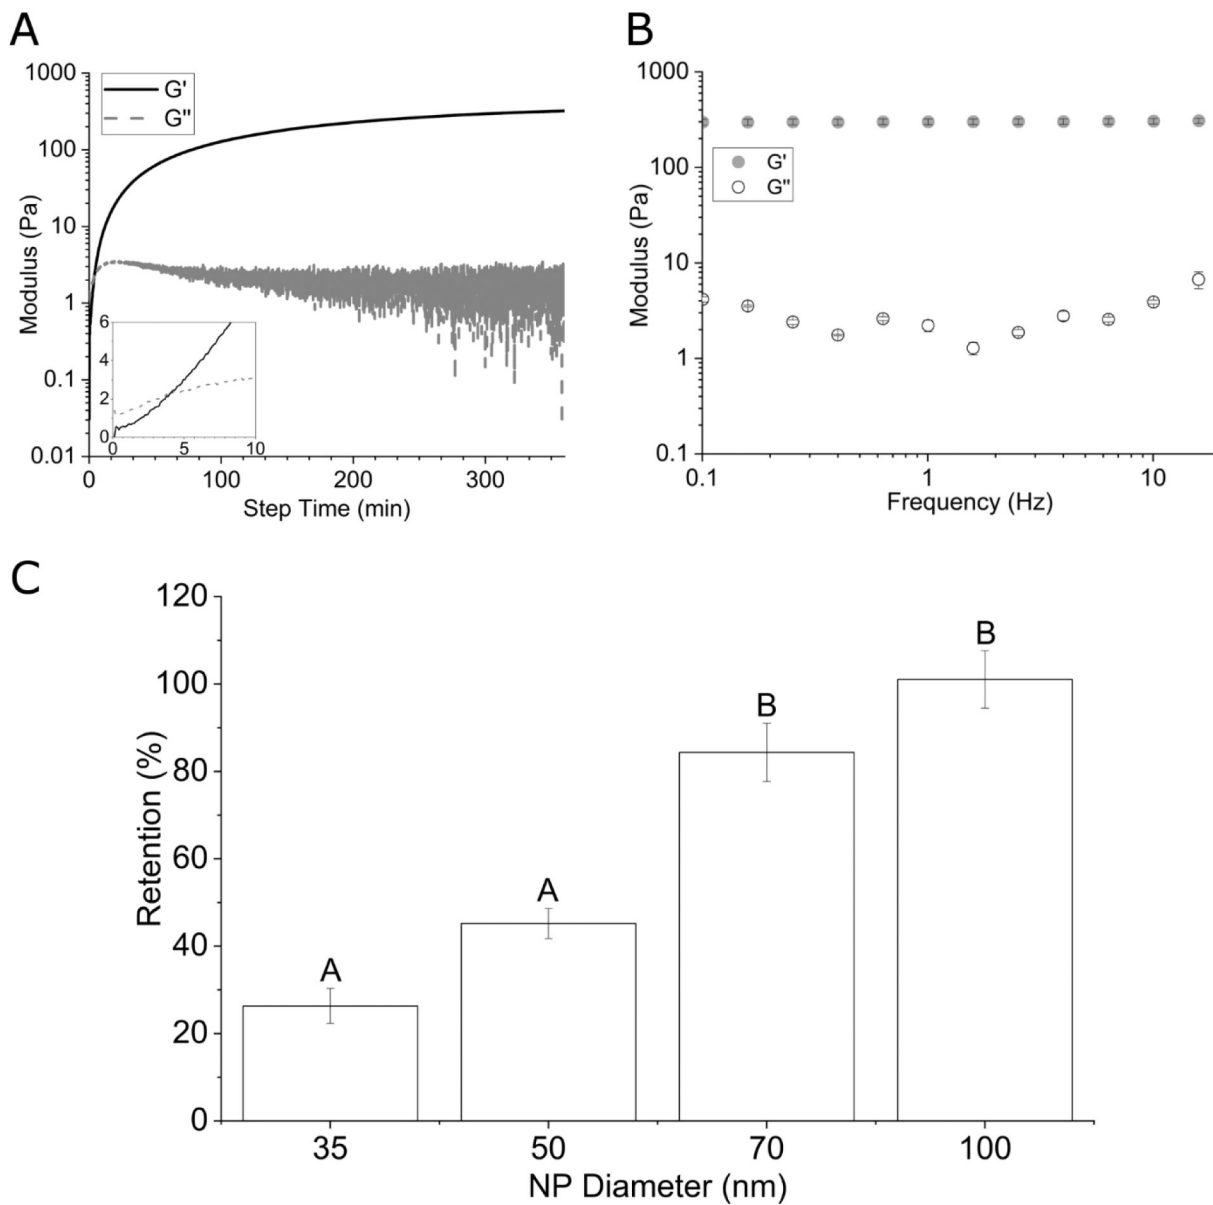 A
1000
100
10
1
0.1
0.01
Modulus (Pa)
G'
G"
6
4
2
0
0 5 10
0 100 200 300
Step Time (min)
B
1000
100
10
1
0.1
Modulus (Pa)
G'
G"
0.1 1 10
Frequency (Hz)
C
120
100
80
60
40
20
0
Retention (%)
A
A
B
B
35 50 70 100
NP Diameter (nm)